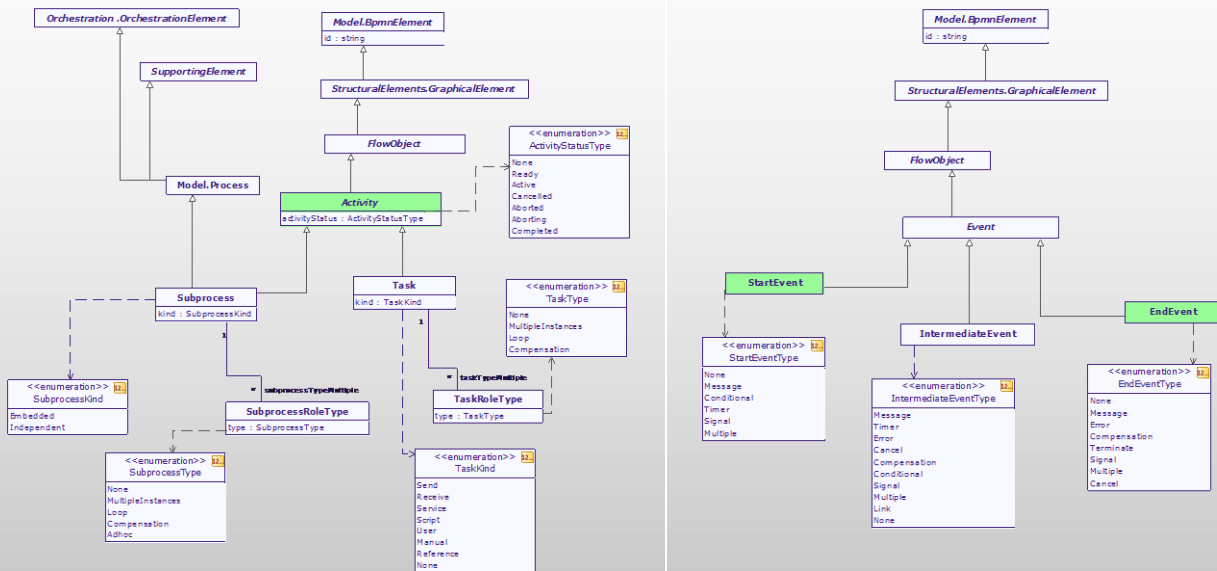 Orchestration .OrchestrationElement
SupportingElement
Model.Process
Model.BpmnElement
id : string
StructuralElements.GraphicalElement
FlowObject
Activity
activityStatus : ActivityStatusType
<<enumeration>>
ActivityStatusType
None
Ready
Active
Cancelled
Aborted
Aborting
Completed
Subprocess
kind : SubprocessKind
Task
kind : TaskKind
<<enumeration>>
TaskType
None
MultipleInstances
Loop
Compensation
1
1
* subprocessTypeMultiple
* taskTypeMultiple
<<enumeration>>
SubprocessKind
Embedded
Independent
SubprocessRoleType
type : SubprocessType
TaskRoleType
type : TaskType
<<enumeration>>
SubprocessType
None
MultipleInstances
Loop
Compensation
Adhoc
<<enumeration>>
TaskKind
Send
Receive
Service
Script
User
Manual
Reference
None
Model.BpmnElement
id : string
StructuralElements.GraphicalElement
FlowObject
Event
StartEvent
IntermediateEvent
EndEvent
<<enumeration>>
StartEventType
None
Message
Conditional
Timer
Signal
Multiple
<<enumeration>>
IntermediateEventType
Message
Timer
Error
Cancel
Compensation
Conditional
Signal
Multiple
Link
None
<<enumeration>>
EndEventType
None
Message
Error
Compensation
Terminate
Signal
Multiple
Cancel